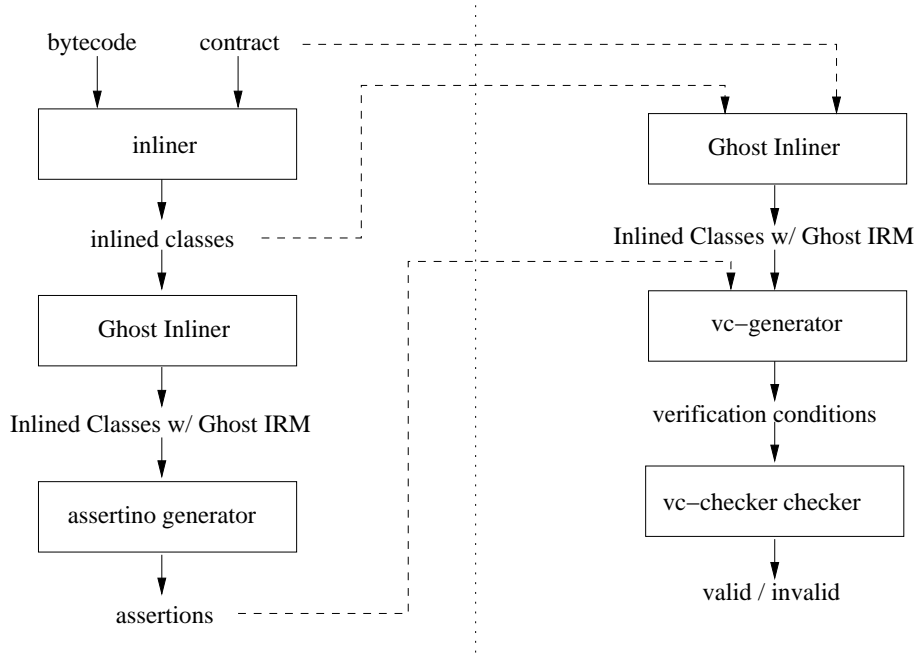 bytecode
contract
inliner
inlined classes
Ghost Inliner
Inlined Classes w/ Ghost IRM
assertino generator
assertions
Ghost Inliner
Inlined Classes w/ Ghost IRM
vc−generator
verification conditions
vc−checker checker
valid / invalid